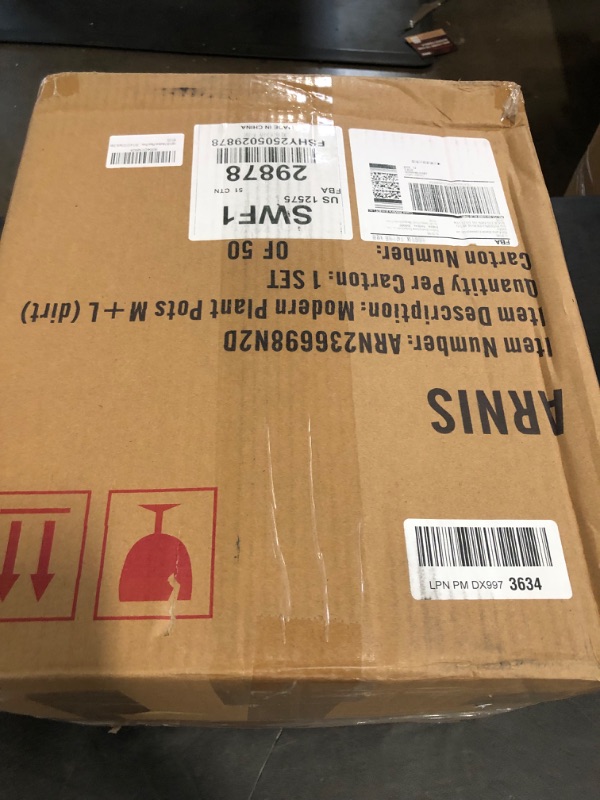 ARNIS
Item Number: ARN236698N2D
Item Description: Modern Plant Pots M + L (dirt)
Quantity Per Carton: 1 SET
Carton Number: OF 50
FBA
SWF1
US 12575
FBA 51 CTN
29878
FSHY2505029878
MADE IN CHINA
LPN PM DX997 3634